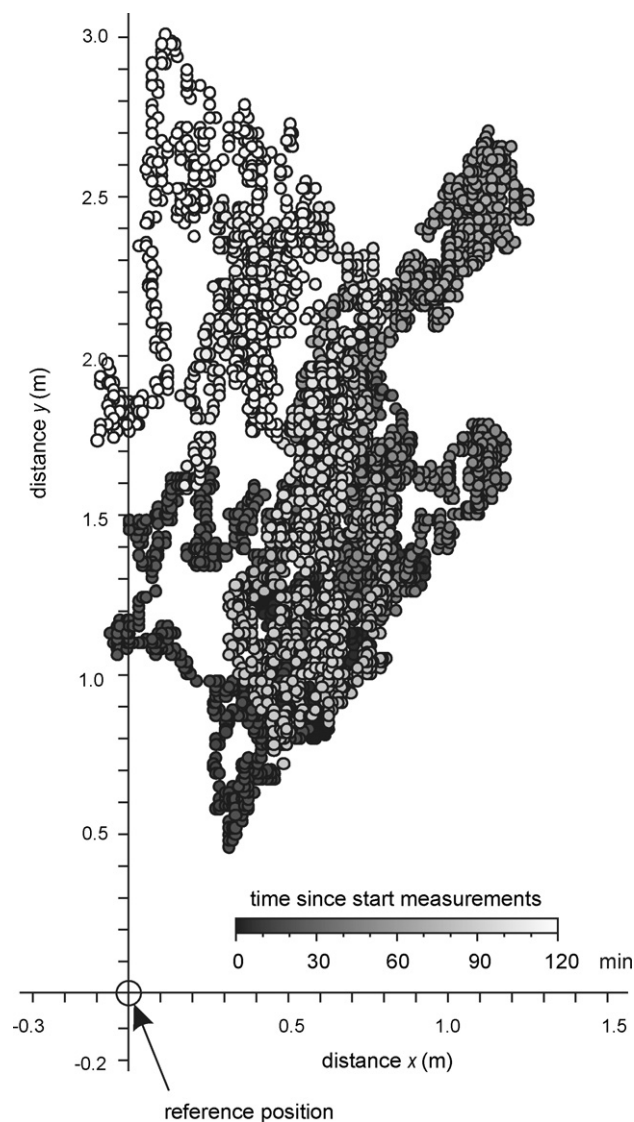 3.0
2.5
2.0
1.5
1.0
0.5
distance y (m)
time since start measurements
0 30 60 90 120 min
-0.3 0.5 1.0 1.5
-0.2
distance x (m)
reference position